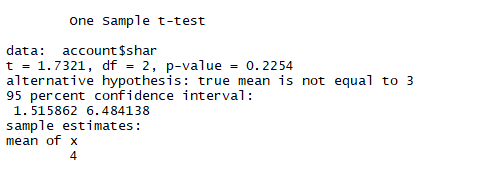 One Sample t-test
data:  account$shar
t = 1.7321, df = 2, p-value = 0.2254
alternative hypothesis: true mean is not equal to 3
95 percent confidence interval:
1.515862 6.484138
sample estimates:
mean of x
4